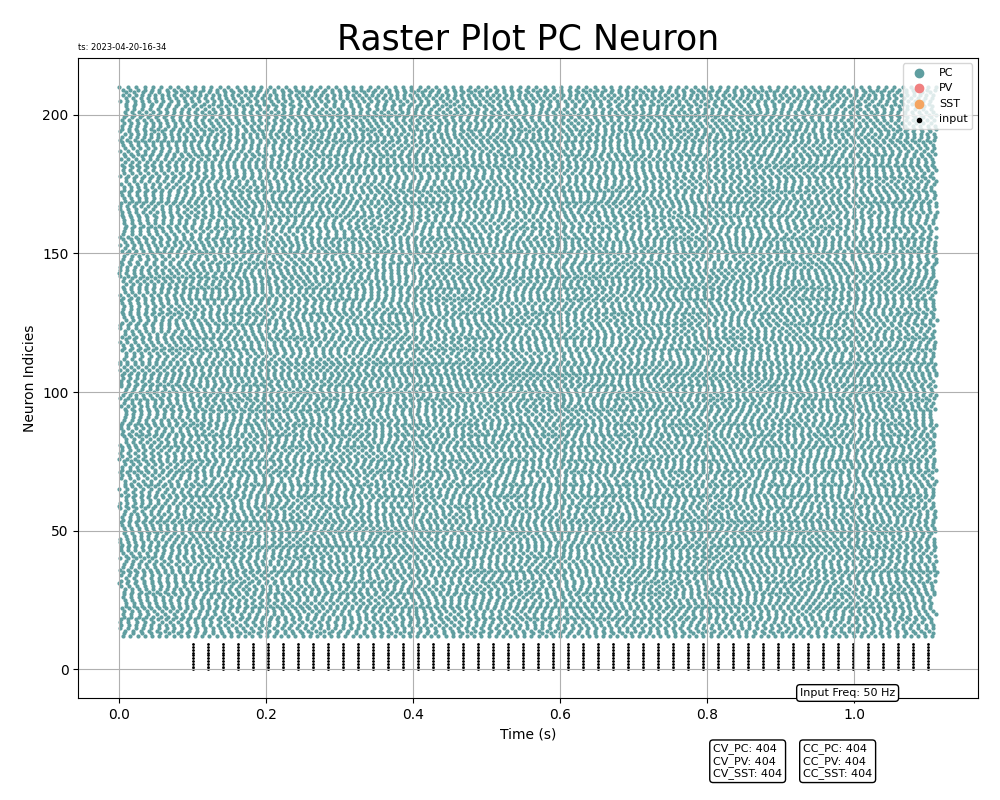 Raster Plot PC Neuron
ts: 2023-04-20-16-34
PC
PV
SST
input
200
150
100
50
0
Neuron Indicies
0.0 0.2 0.4 0.6 0.8 1.0
Time (s)
Input Freq: 50 Hz
CV_PC: 404
CV_PV: 404
CV_SST: 404
CC_PC: 404
CC_PV: 404
CC_SST: 404